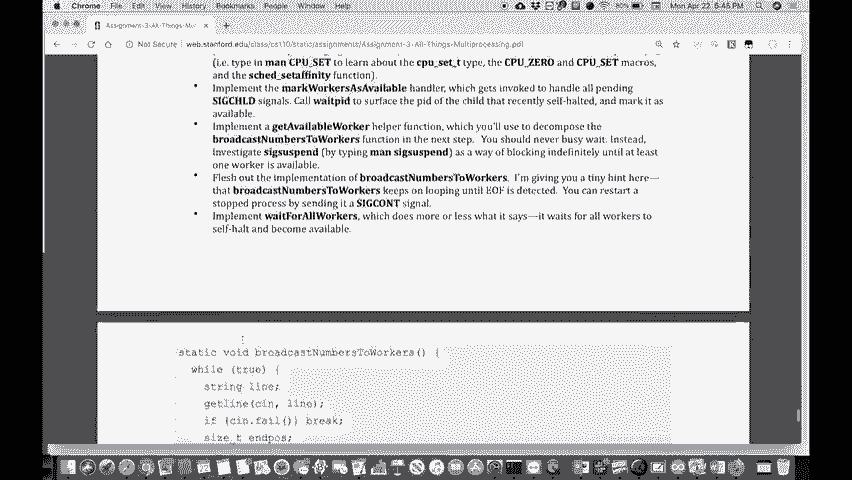 Chrome File Edit View History Bookmarks People Window Help
80% Mon Apr 22 6:45 PM
Assignment-3-All-Things-Mu
Not Secure | web.stanford.edu/class/cs110/static/assignments/Assignment-3-All-Things-Multiprocessing.pdf
(i.e. type in man CPU_SET to learn about the cpu_set_t type, the CPU_ZERO and CPU_SET macros,
and the sched_setaffinity function).
• Implement the markWorkersAsAvailable handler, which gets invoked to handle all pending
SIGCHLD signals. Call waitpid to surface the pid of the child that recently self-halted, and mark it as
available.
• Implement a getAvailableWorker helper function, which you'll use to decompose the
broadcastNumbersToWorkers function in the next step. You should never busy wait. Instead,
investigate sigsuspend (by typing man sigsuspend) as a way of blocking indefinitely until at least
one worker is available.
• Flesh out the implementation of broadcastNumbersToWorkers. I'm giving you a tiny hint here—
that broadcastNumbersToWorkers keeps on looping until EOF is detected. You can restart a
stopped process by sending it a SIGCONT signal.
• Implement waitForAllWorkers, which does more or less what it says—it waits for all workers to
self-halt and become available.
static void broadcastNumbersToWorkers() {
while (true) {
string line;
getline(cin, line);
if (cin.fail()) break;
size_t endpos;